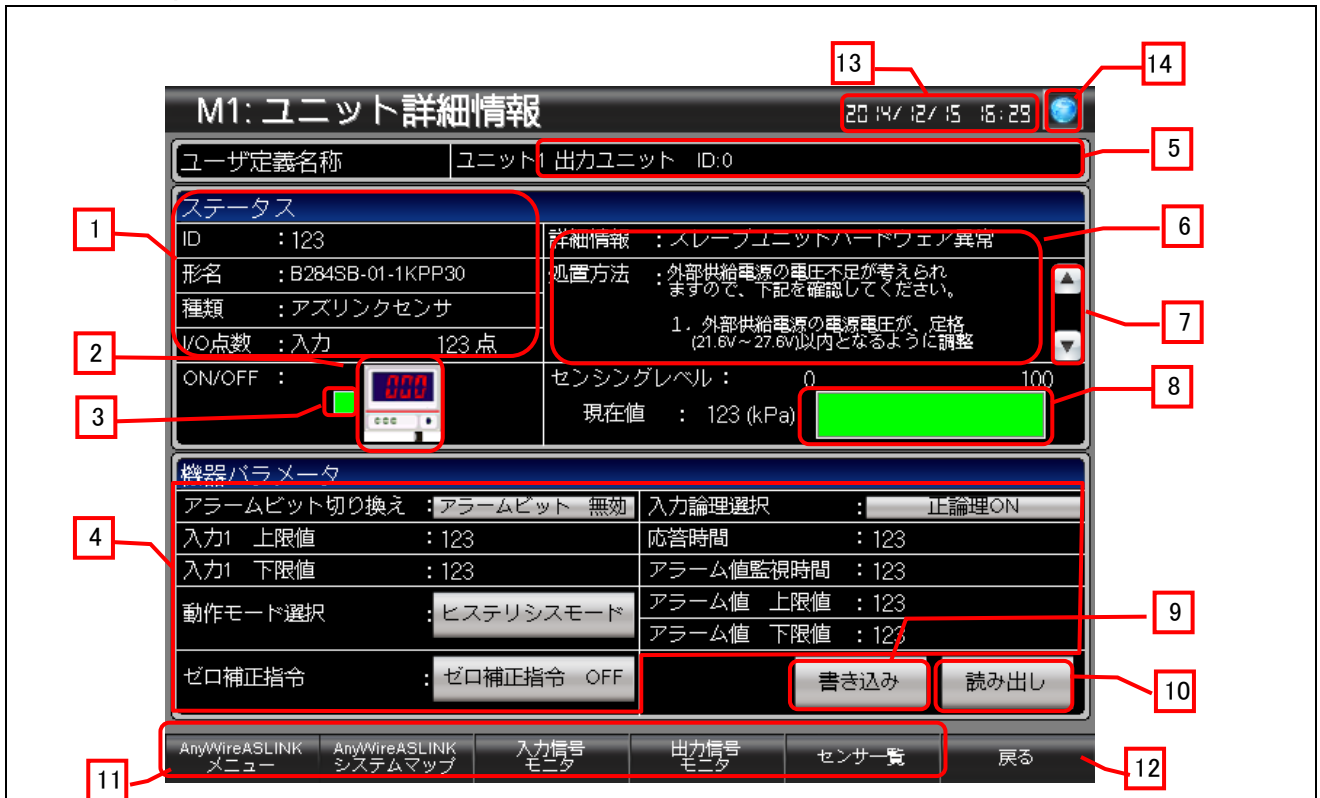 13
14
M1: ユニット詳細情報 2014/12/15 16:29
5
ユーザ定義名称 ユニット1 出力ユニット ID:0
ステータス
1
6
ID :123
詳細情報 :スレーブユニットハードウェア異常
形名 :B284SB-01-1KPP30
処置方法 :外部供給電源の電圧不足が考えられ
ますので、下記を確認してください。
種類 :アズリンクセンサ
1．外部供給電源の電源電圧が、定格
(21.6V～27.6V)以内となるように調整
7
I/O点数 :入力 123 点
2
ON/OFF :
000
3
センシングレベル : 0 100
8
現在値 : 123 (kPa)
機器パラメータ
アラームビット切り換え :アラームビット 無効
入力論理選択 : 正論理ON
4
入力1 上限値 :123
応答時間 :123
入力1 下限値 :123
アラーム値監視時間 :123
動作モード選択 :ヒステリシスモード
アラーム値 上限値 :123
9
アラーム値 下限値 :123
ゼロ補正指令 :ゼロ補正指令 OFF
書き込み
読み出し
10
AnyWireASLINK
メニュー
AnyWireASLINK
システムマップ
入力信号
モニタ
出力信号
モニタ
センサ一覧
戻る
11
12